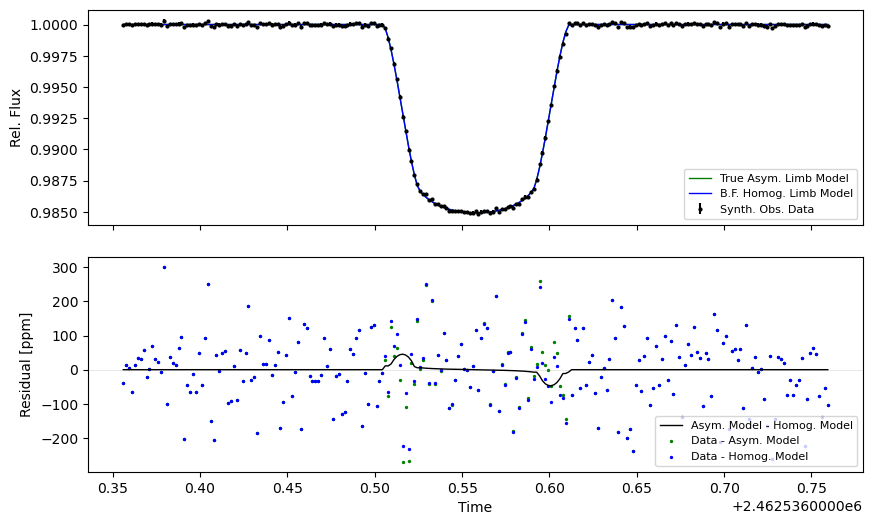 1.0000
0.9975
0.9950
0.9925
0.9900
0.9875
0.9850
Rel. Flux
True Asym. Limb Model
B.F. Homog. Limb Model
Synth. Obs. Data
300
200
100
0
−100
−200
Residual [ppm]
Asym. Model - Homog. Model
Data - Asym. Model
Data - Homog. Model
0.35 0.40 0.45 0.50 0.55 0.60 0.65 0.70 0.75
Time
+2.4625360000e6